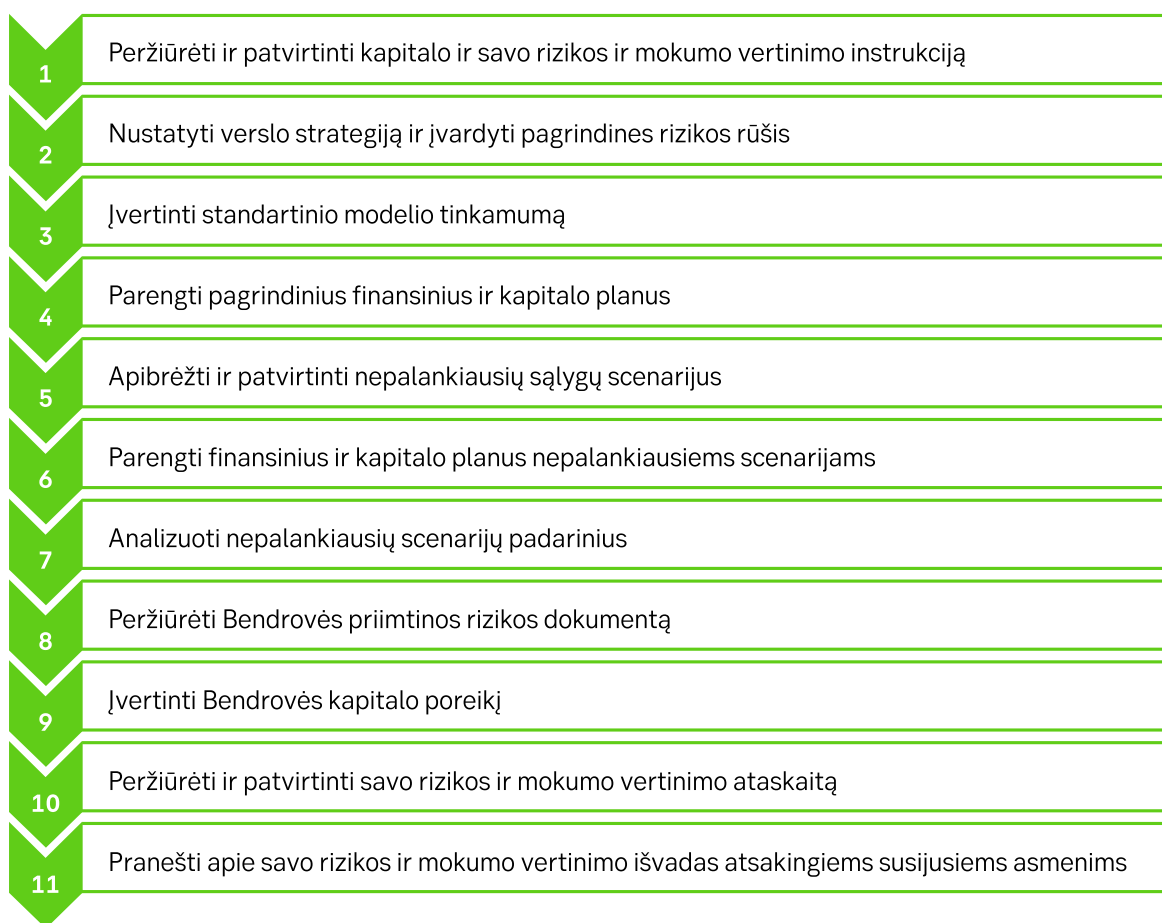 1 Peržiūrėti ir patvirtinti kapitalo ir savo rizikos ir mokumo vertinimo instrukciją
2 Nustatyti verslo strategiją ir įvardyti pagrindines rizikos rūšis
3 Įvertinti standartinio modelio tinkamumą
4 Parengti pagrindinius finansinius ir kapitalo planus
5 Apibrėžti ir patvirtinti nepalankiausių sąlygų scenarijus
6 Parengti finansinius ir kapitalo planus nepalankiausiems scenarijams
7 Analizuoti nepalankiausių scenarijų padarinius
8 Peržiūrėti Bendrovės priimtinos rizikos dokumentą
9 Įvertinti Bendrovės kapitalo poreikį
10 Peržiūrėti ir patvirtinti savo rizikos ir mokumo vertinimo ataskaitą
11 Pranešti apie savo rizikos ir mokumo vertinimo išvadas atsakingiems susijusiems asmenims